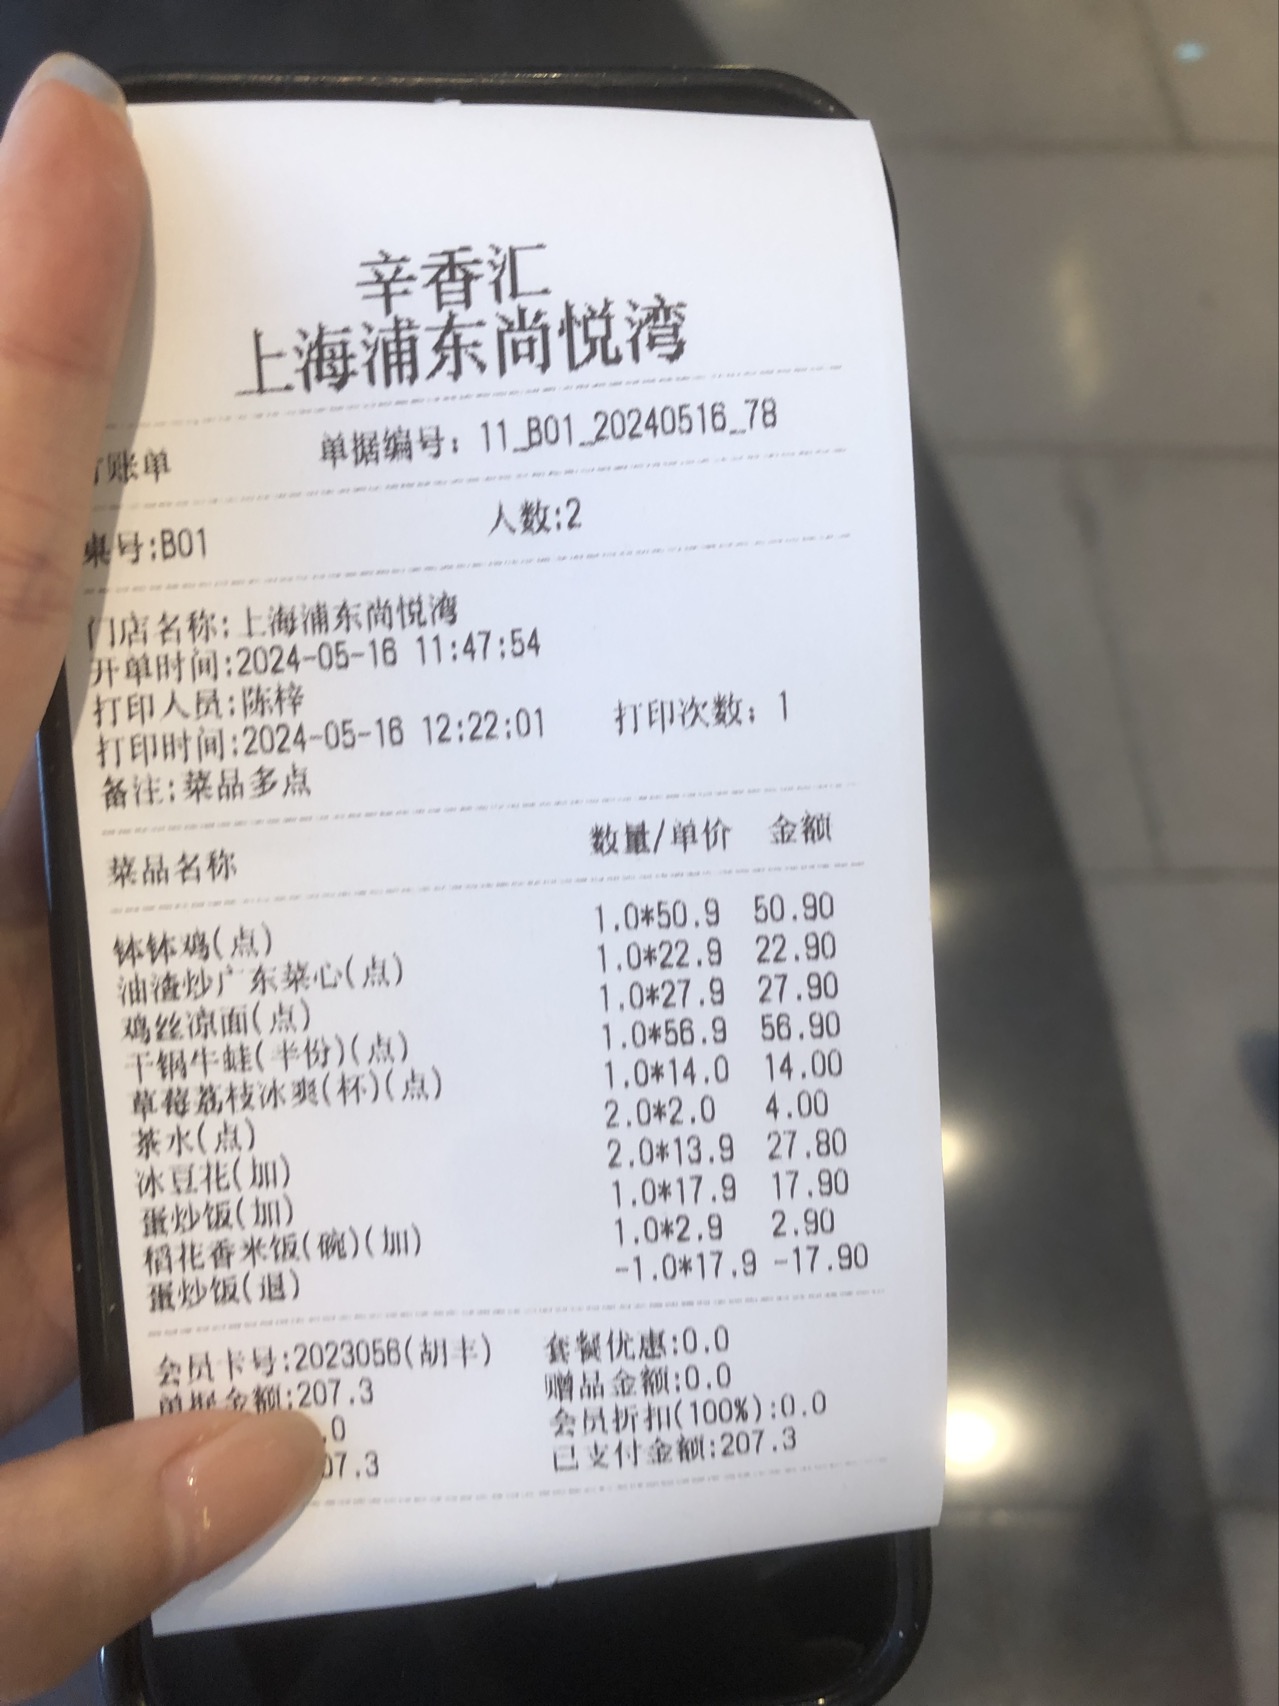 辛香汇
上海浦东尚悦湾
账单 单据编号: 11_B01_20240516_78
桌号:B01 人数:2
门店名称:上海浦东尚悦湾
开单时间:2024-05-16 11:47:54
打印人员:陈梓
打印时间:2024-05-16 12:22:01 打印次数: 1
备注:菜品多点
菜品名称 数量/单价 金额
钵钵鸡(点) 1.0*50.9 50.90
油渣炒广东菜心(点) 1.0*22.9 22.90
鸡丝凉面(点) 1.0*27.9 27.90
干锅牛蛙(半份)(点) 1.0*56.9 56.90
草莓荔枝冰爽(杯)(点) 1.0*14.0 14.00
茶水(点) 2.0*2.0 4.00
冰豆花(加) 2.0*13.9 27.80
蛋炒饭(加) 1.0*17.9 17.90
稻花香米饭(碗)(加) 1.0*2.9 2.90
蛋炒饭(退) -1.0*17.9 -17.90
会员卡号:2023056(胡丰) 套餐优惠:0.0
单据金额:207.3 赠品金额:0.0
.0 会员折扣(100%):0.0
07.3 已支付金额:207.3